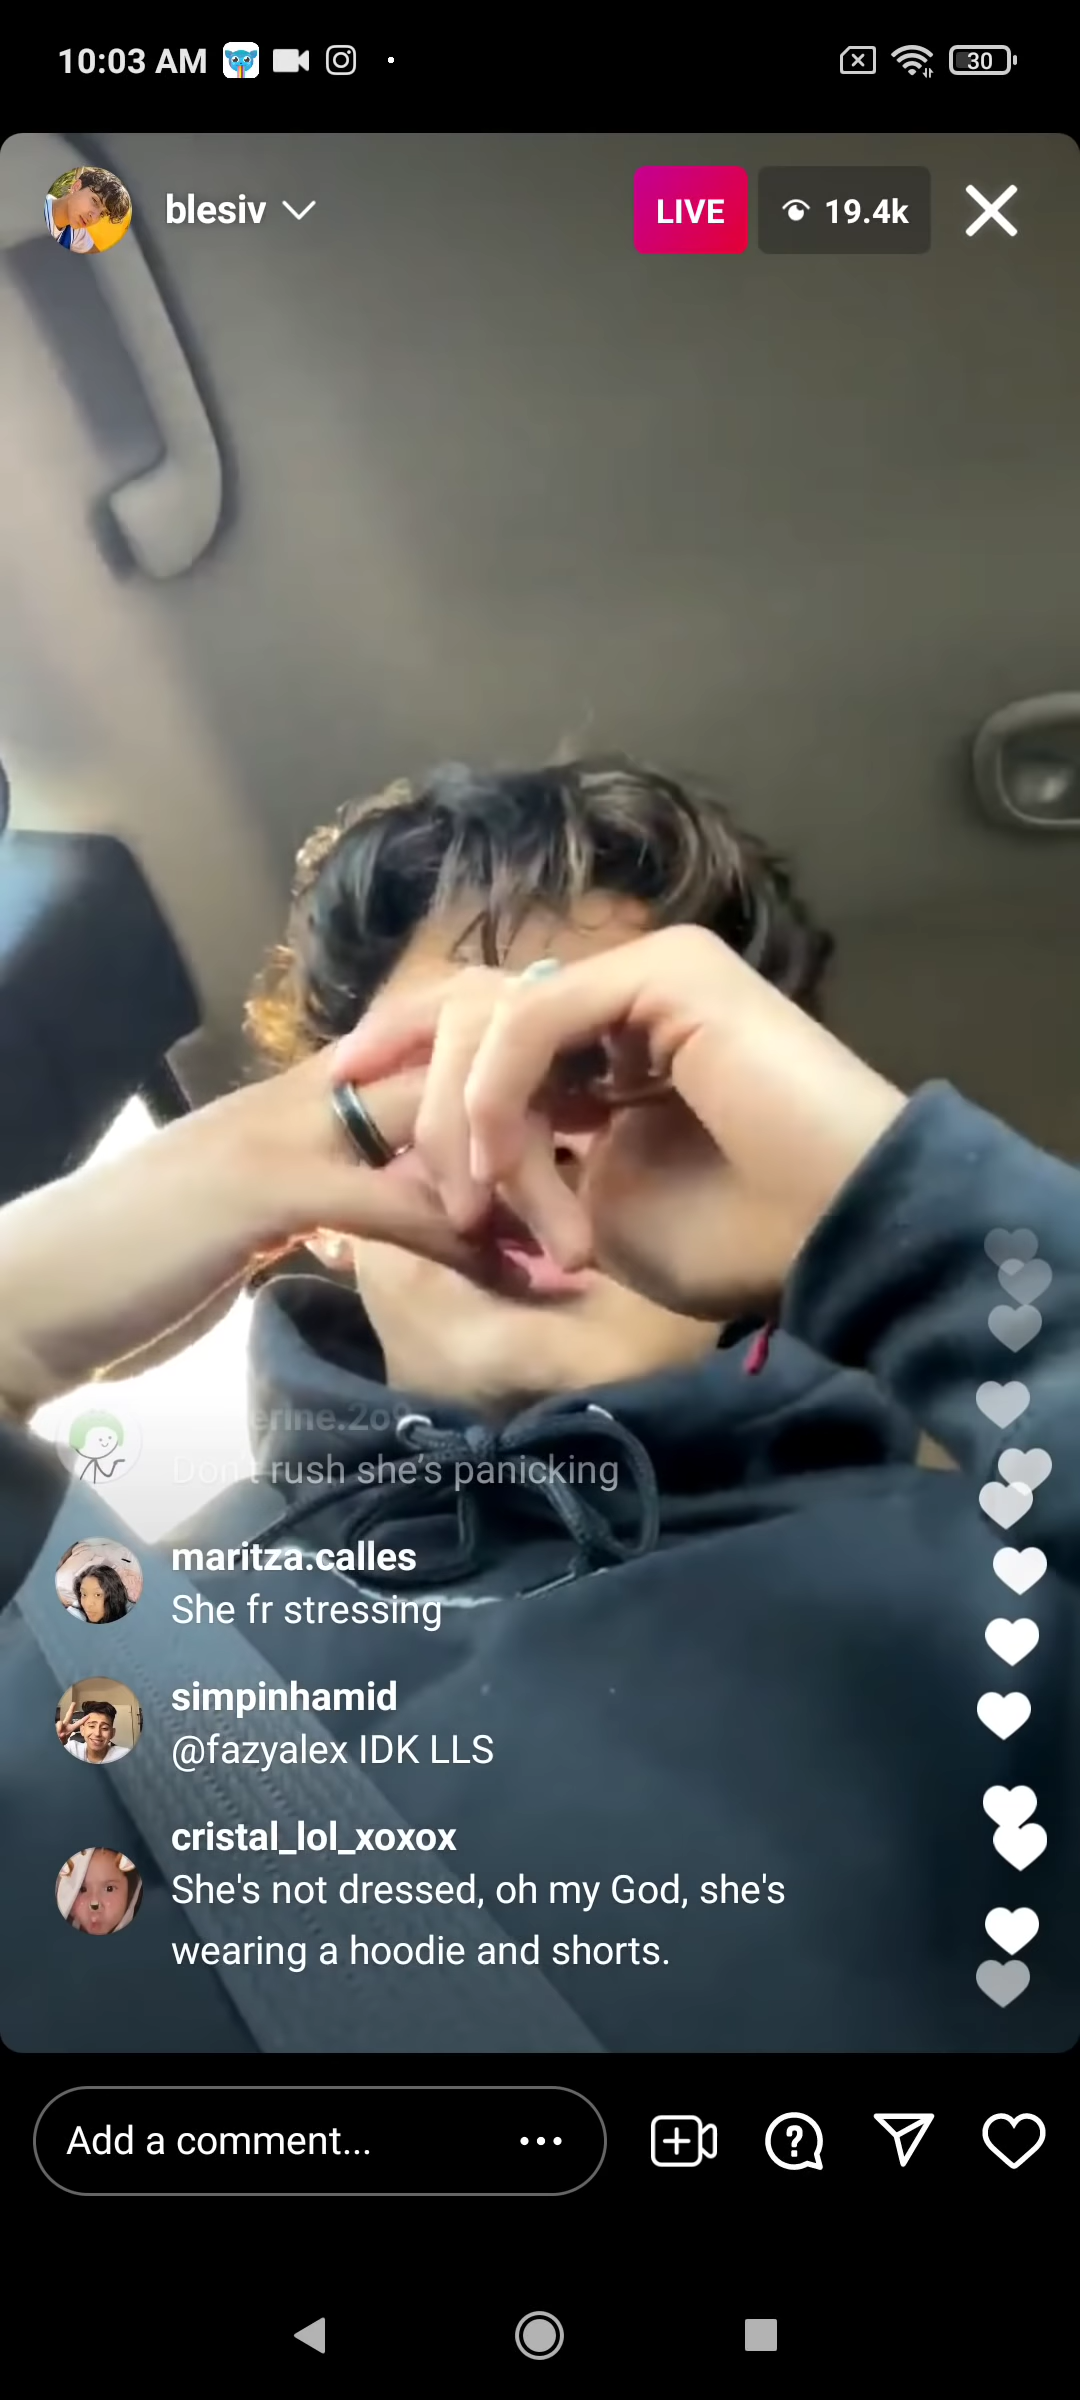 10:03 AM
30
blesiv
LIVE
19.4k
Don't rush she's panicking
maritza.calles
She fr stressing
simpinhamid
@fazyalex IDK LLS
cristal_lol_xoxox
She's not dressed, oh my God, she's
wearing a hoodie and shorts.
Add a comment...